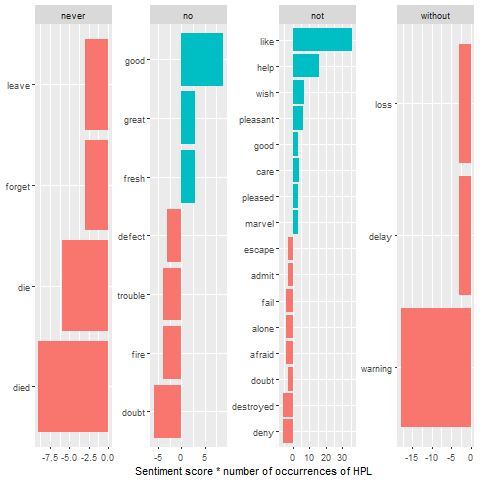 never no not without
leave
forget
die
died
-7.5 -5.0 -2.5 0.0
good
great
fresh
defect
trouble
fire
doubt
-5 0 5
like
help
wish
pleasant
good
care
pleased
marvel
escape
admit
fail
alone
afraid
doubt
destroyed
deny
0 10 20 30
loss
delay
warning
-15 -10 -5 0
Sentiment score * number of occurrences of HPL